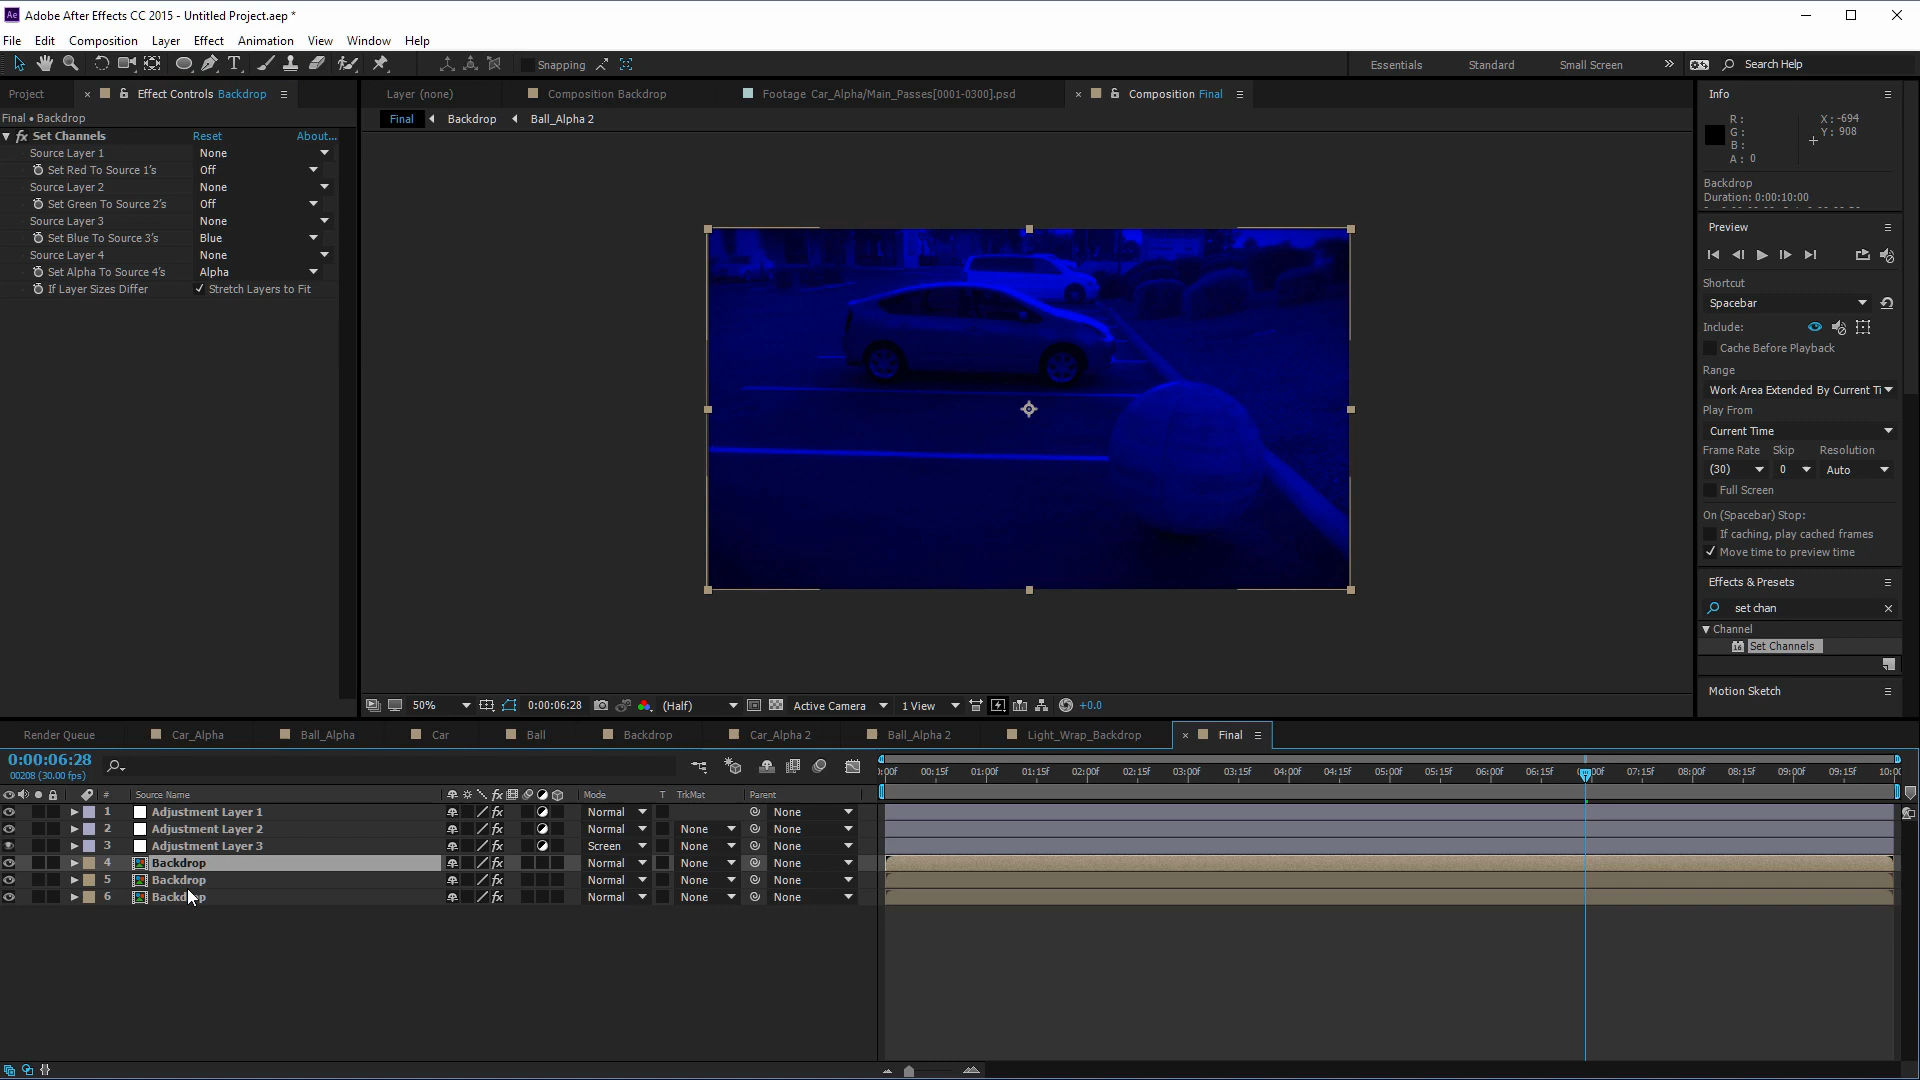 Adobe After Effects CC 2015 - Untitled Project.aep *
File Edit Composition Layer Effect Animation View Window Help
Snapping Essentials Standard Small Screen » Search Help
Project × Effect Controls Backdrop Layer (none) Composition Backdrop Footage Car_Alpha/Main_Passes[0001-0300].psd × Composition Final
Final • Backdrop
Final Backdrop Ball_Alpha 2
fx Set Channels Reset About...
Source Layer 1 None
Set Red To Source 1's Off
Source Layer 2 None
Set Green To Source 2's Off
Source Layer 3 None
Set Blue To Source 3's Blue
Source Layer 4 None
Set Alpha To Source 4's Alpha
If Layer Sizes Differ Stretch Layers to Fit
Info
R: X: -694
G: Y: 908
B:
A: 0
Backdrop
Duration: 0:00:10:00
Preview
Shortcut
Spacebar
Include:
Cache Before Playback
Range
Work Area Extended By Current Ti
Play From
Current Time
Frame Rate Skip Resolution
(30) 0 Auto
Full Screen
On (Spacebar) Stop:
If caching, play cached frames
Move time to preview time
Effects & Presets
set chan
Channel
Set Channels
Motion Sketch
50% 0:00:06:28 (Half) Active Camera 1 View +0.0
Render Queue Car_Alpha Ball_Alpha Car Ball Backdrop Car_Alpha 2 Ball_Alpha 2 Light_Wrap_Backdrop × Final
0:00:06:28
00208 (30.00 fps)
:00f 00:15f 01:00f 01:15f 02:00f 02:15f 03:00f 03:15f 04:00f 04:15f 05:00f 05:15f 06:00f 06:15f 07:15f 08:00f 08:15f 09:00f 09:15f 10:0
# Source Name fx Mode T TrkMat Parent
1 Adjustment Layer 1 fx Normal None
2 Adjustment Layer 2 fx Normal None None
3 Adjustment Layer 3 fx Screen None None
4 Backdrop fx Normal None None
5 Backdrop fx Normal None None
6 Backdrop fx Normal None None